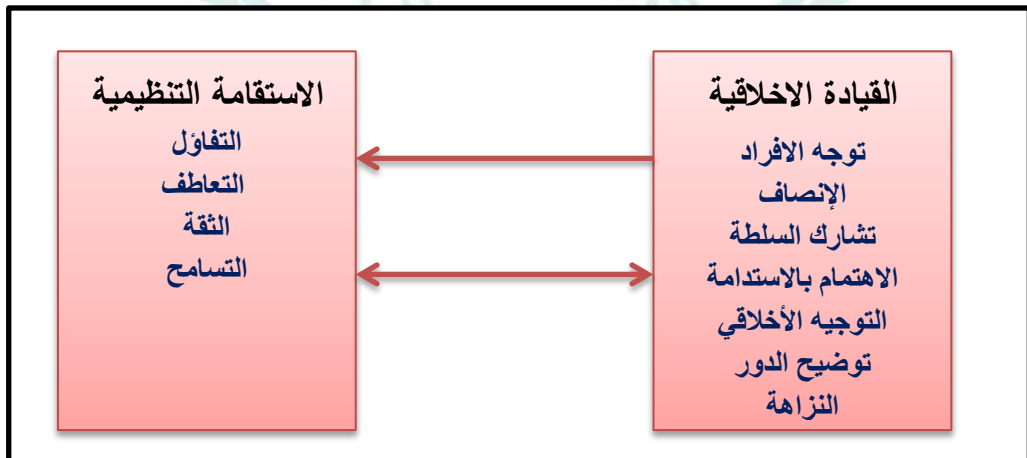 القيادة الاخلاقية
توجه الافراد
الإنصاف
تشارك السلطة
الاهتمام بالاستدامة
التوجيه الأخلاقي
توضيح الدور
النزاهة
الاستقامة التنظيمية
التفاؤل
التعاطف
الثقة
التسامح